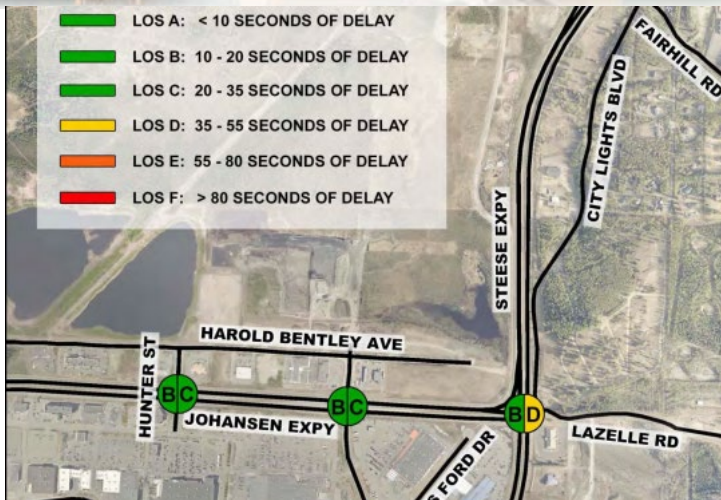 LOS A: < 10 SECONDS OF DELAY
LOS B: 10 - 20 SECONDS OF DELAY
LOS C: 20 - 35 SECONDS OF DELAY
LOS D: 35 - 55 SECONDS OF DELAY
LOS E: 55 - 80 SECONDS OF DELAY
LOS F: > 80 SECONDS OF DELAY
FAIRHILL RD
CITY LIGHTS BLVD
STEESE EXPY
HAROLD BENTLEY AVE
HUNTER ST
B C
B C
B D
JOHANSEN EXPY
LAZELLE RD
S FORD DR